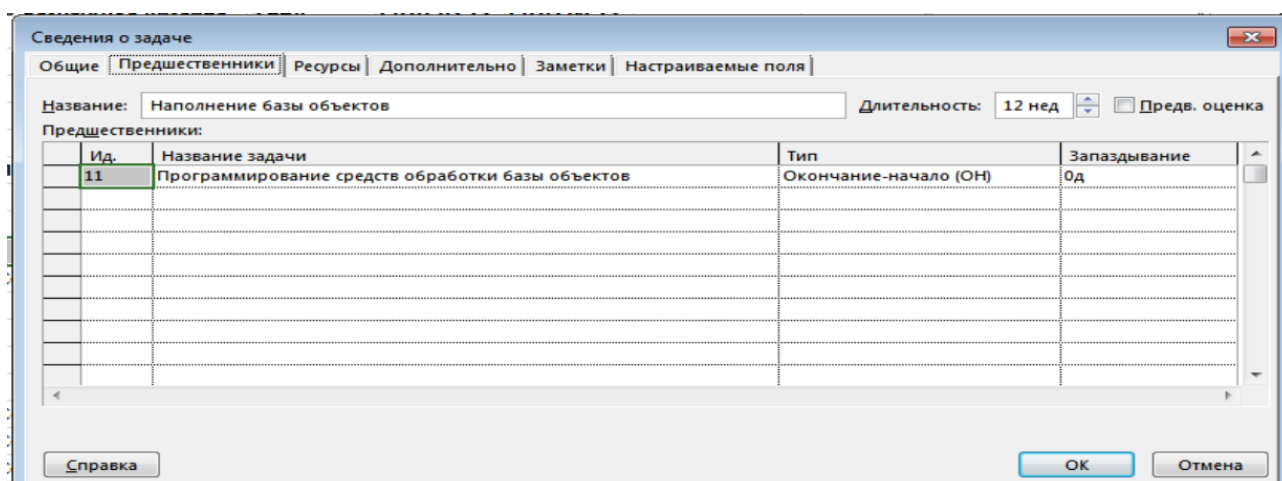 Сведения о задаче
Общие Предшественники Ресурсы Дополнительно Заметки Настраиваемые поля
Название: Наполнение базы объектов Длительность: 12 нед Предв. оценка
Предшественники:
Ид. Название задачи Тип Запаздывание
11 Программирование средств обработки базы объектов Окончание-начало (ОН) 0д
Справка ОК Отмена